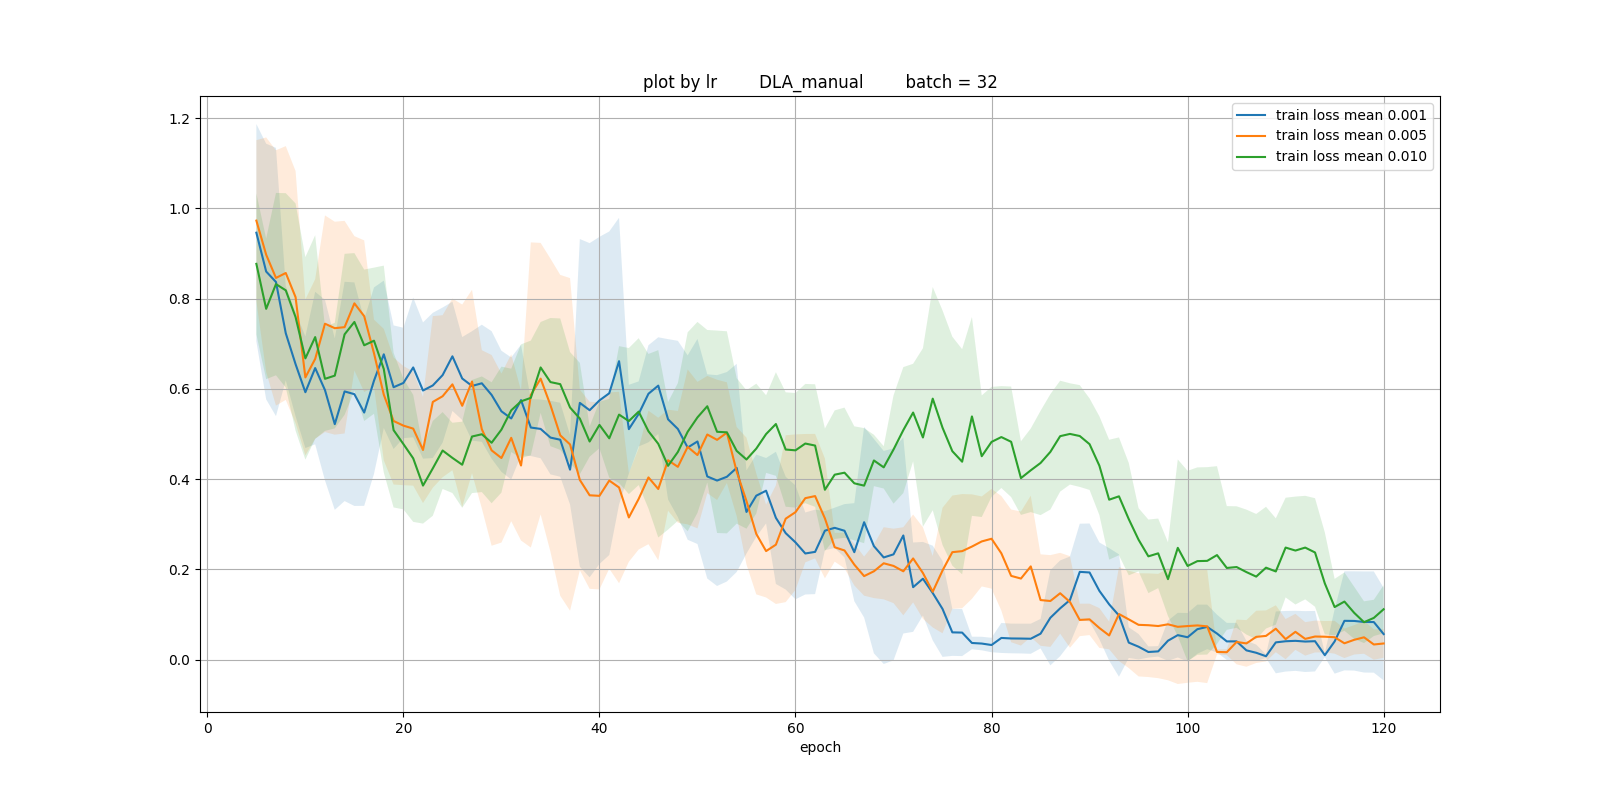 plot by lr        DLA_manual        batch = 32
train loss mean 0.001
train loss mean 0.005
train loss mean 0.010
1.2
1.0
0.8
0.6
0.4
0.2
0.0
0 20 40 60 80 100 120
epoch